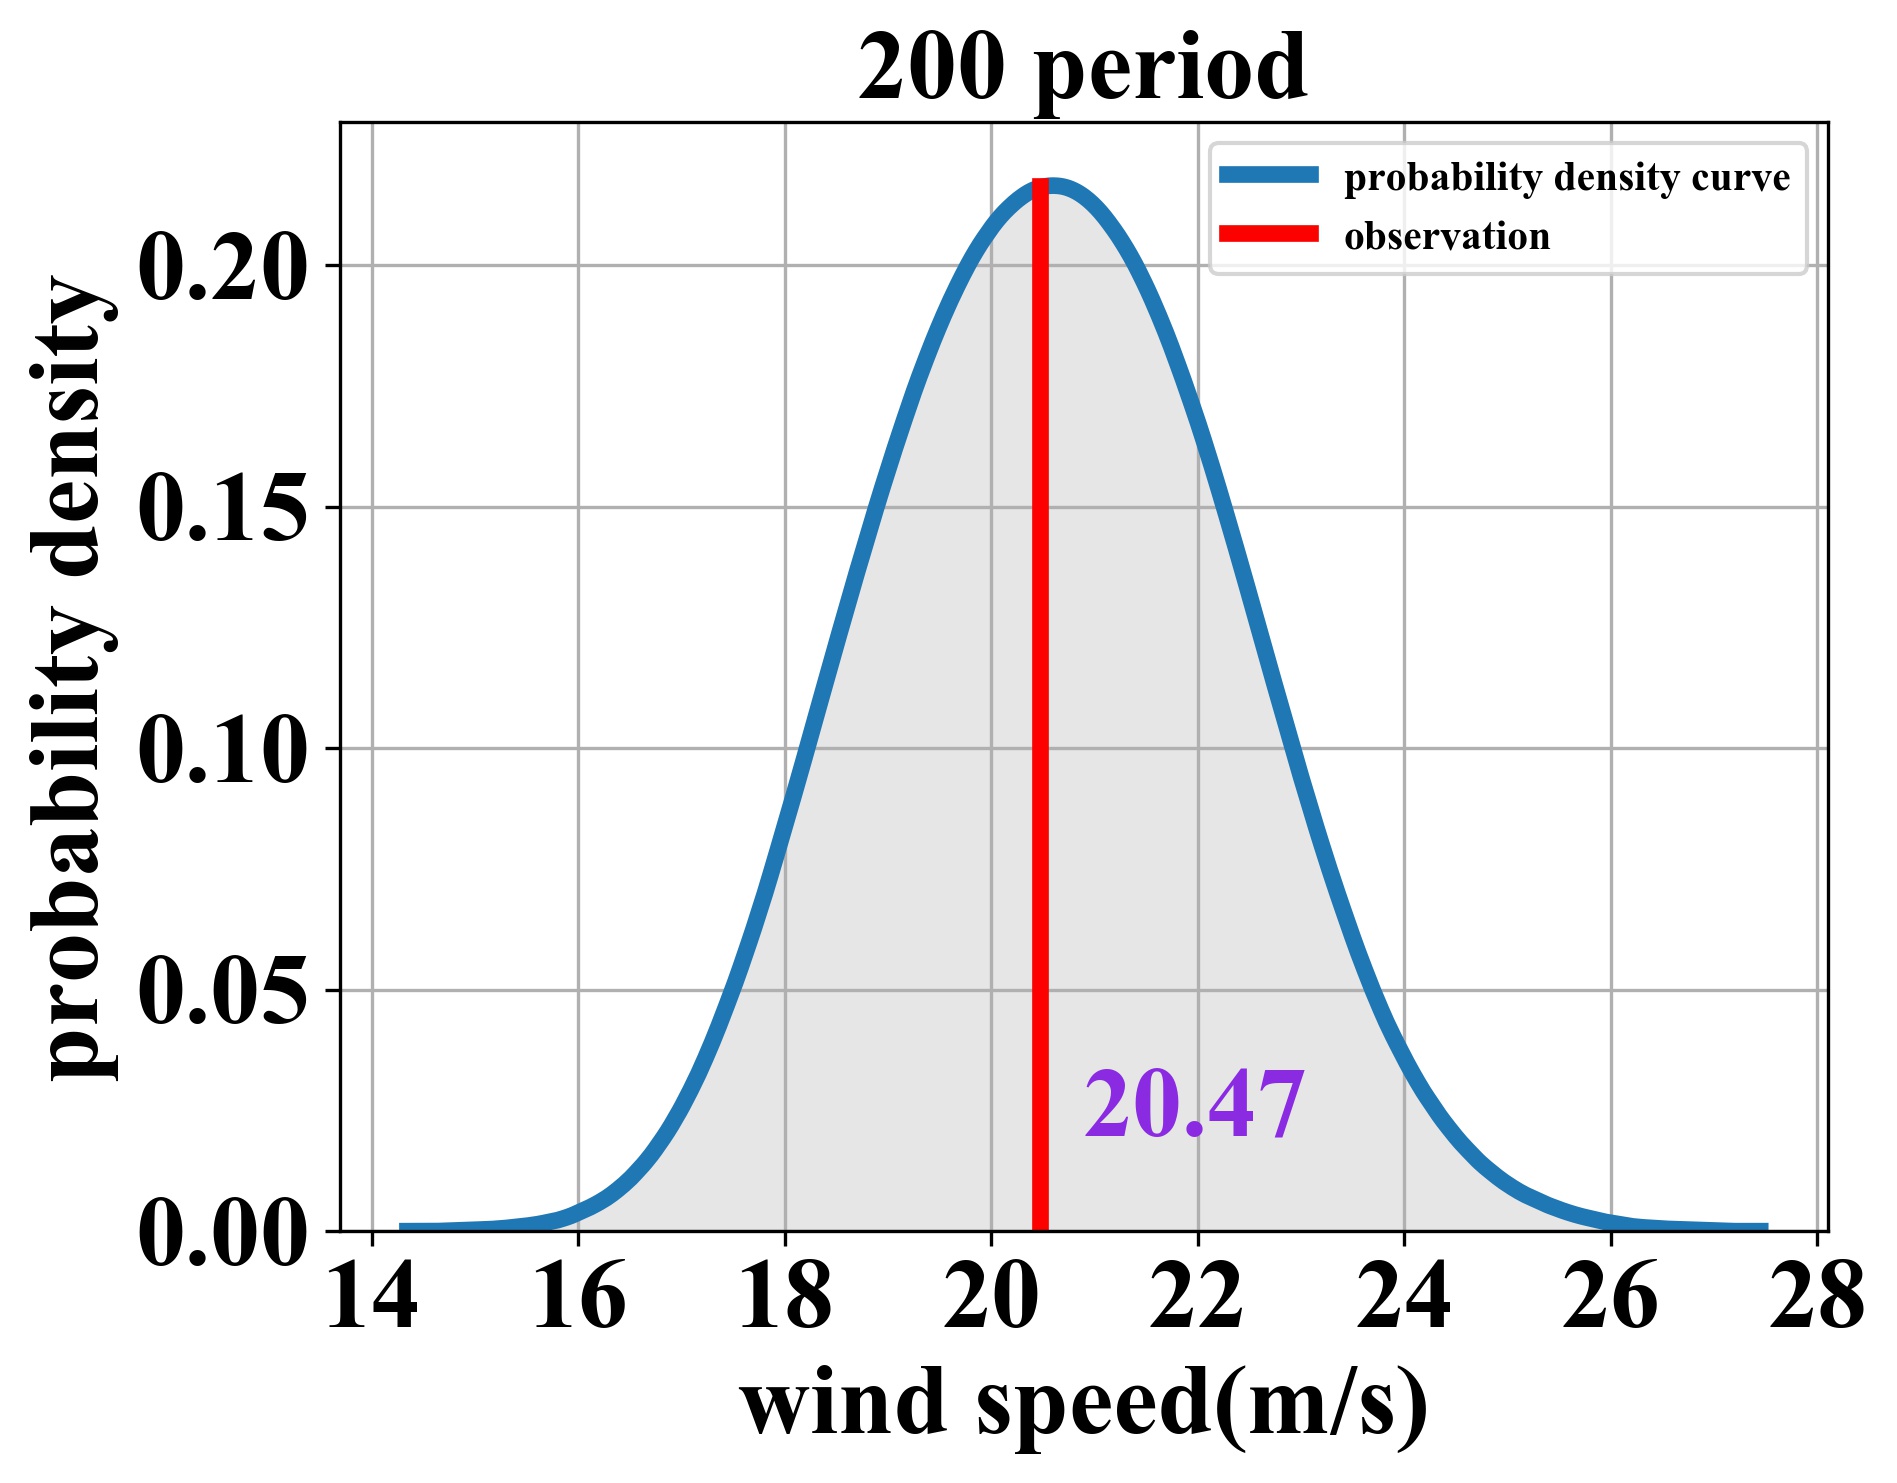 200 period
probability density curve
observation
probability density
0.20
0.15
0.10
0.05
0.00
20.47
14 16 18 20 22 24 26 28
wind speed(m/s)